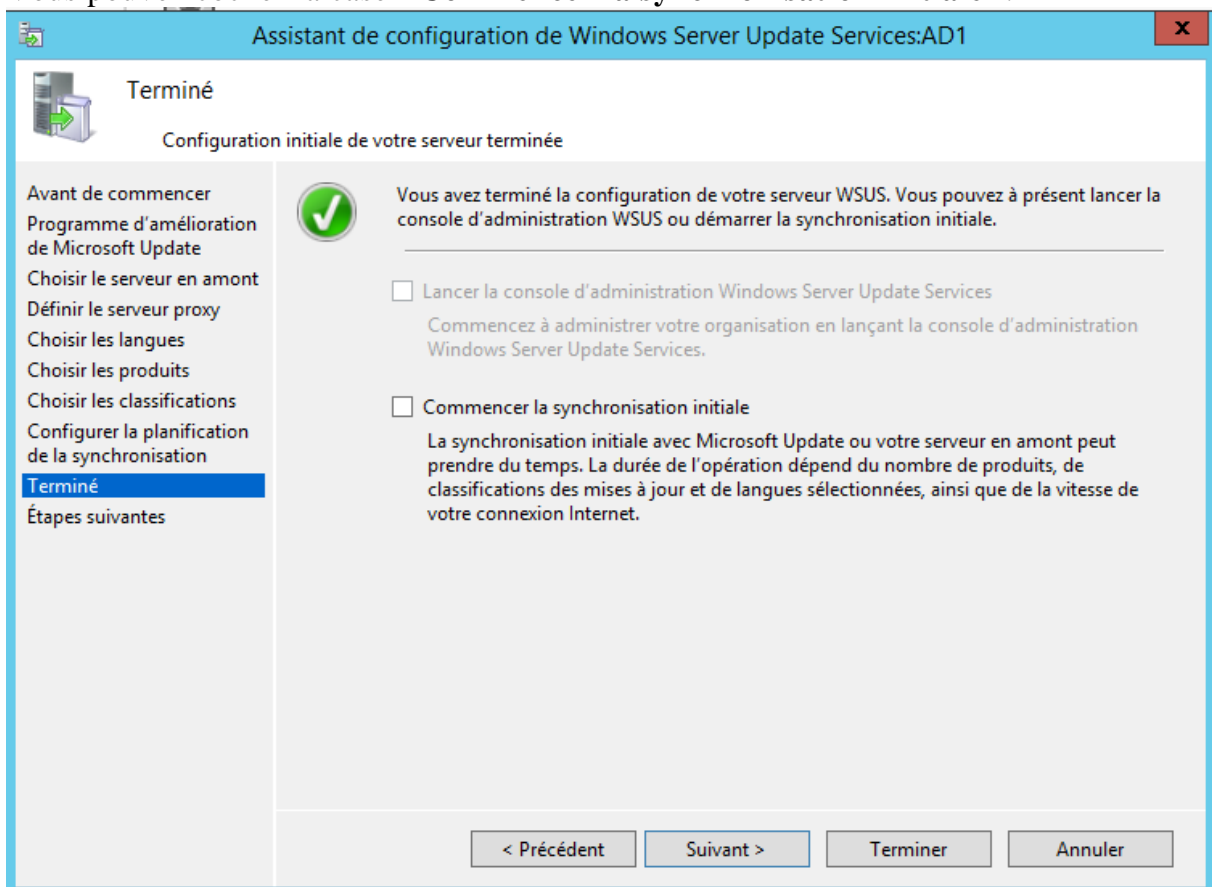 Assistant de configuration de Windows Server Update Services:AD1
x
Terminé
Configuration initiale de votre serveur terminée
Avant de commencer
Programme d'amélioration
de Microsoft Update
Choisir le serveur en amont
Définir le serveur proxy
Choisir les langues
Choisir les produits
Choisir les classifications
Configurer la planification
de la synchronisation
Terminé
Étapes suivantes
Vous avez terminé la configuration de votre serveur WSUS. Vous pouvez à présent lancer la
console d'administration WSUS ou démarrer la synchronisation initiale.
Lancer la console d'administration Windows Server Update Services
Commencez à administrer votre organisation en lançant la console d'administration
Windows Server Update Services.
Commencer la synchronisation initiale
La synchronisation initiale avec Microsoft Update ou votre serveur en amont peut
prendre du temps. La durée de l'opération dépend du nombre de produits, de
classifications des mises à jour et de langues sélectionnées, ainsi que de la vitesse de
votre connexion Internet.
< Précédent
Suivant >
Terminer
Annuler